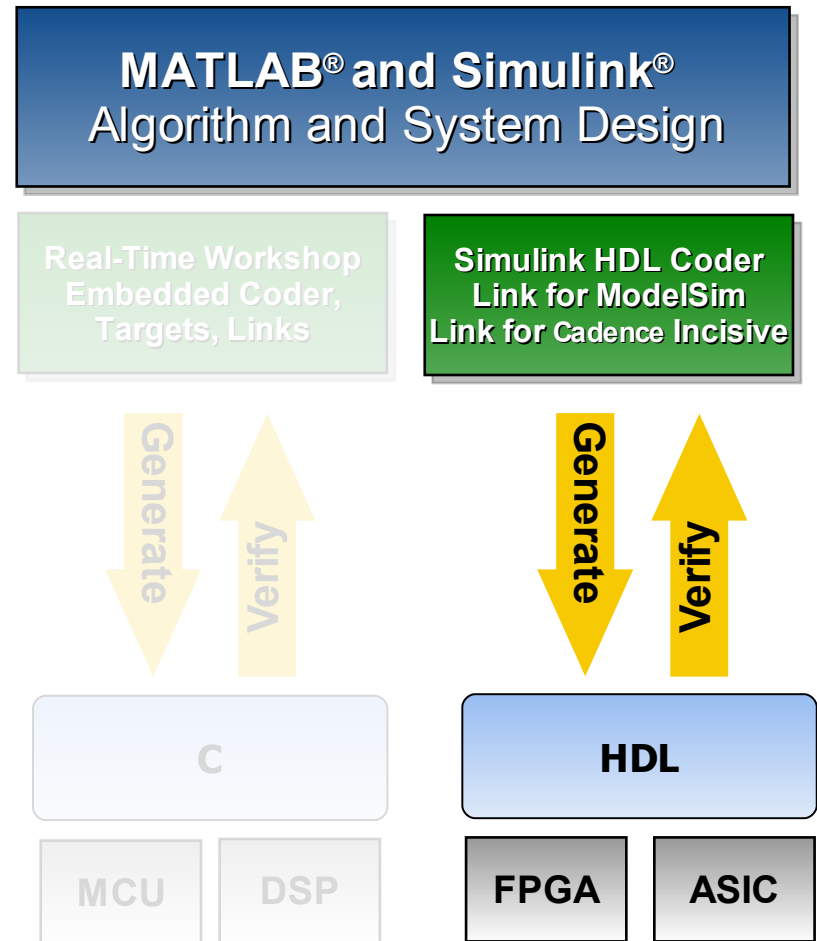 MATLAB® and Simulink®
Algorithm and System Design
Real-Time Workshop
Embedded Coder,
Targets, Links
Simulink HDL Coder
Link for ModelSim
Link for Cadence Incisive
Generate
Verify
Generate
Verify
C
HDL
MCU
DSP
FPGA
ASIC